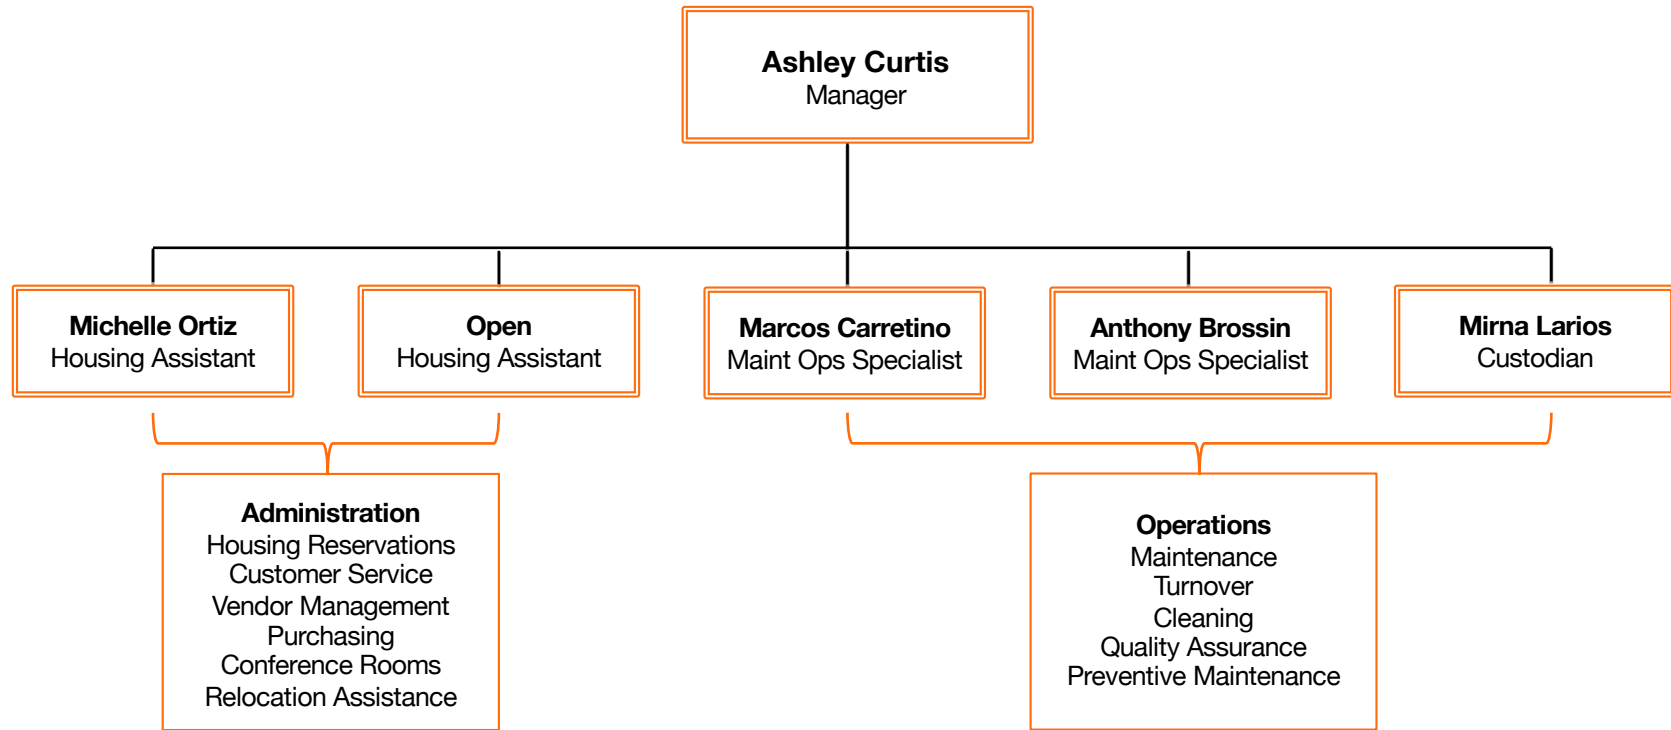 Ashley Curtis
Manager
Michelle Ortiz
Housing Assistant
Open
Housing Assistant
Marcos Carretino
Maint Ops Specialist
Anthony Brossin
Maint Ops Specialist
Mirna Larios
Custodian
Administration
Housing Reservations
Customer Service
Vendor Management
Purchasing
Conference Rooms
Relocation Assistance
Operations
Maintenance
Turnover
Cleaning
Quality Assurance
Preventive Maintenance